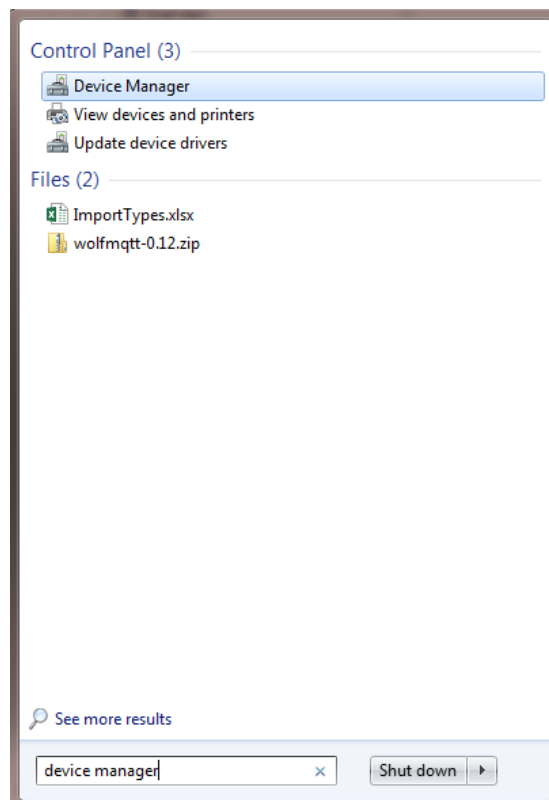 Control Panel (3)
Device Manager
View devices and printers
Update device drivers
Files (2)
ImportTypes.xlsx
wolfmqtt-0.12.zip
See more results
device manager
Shut down